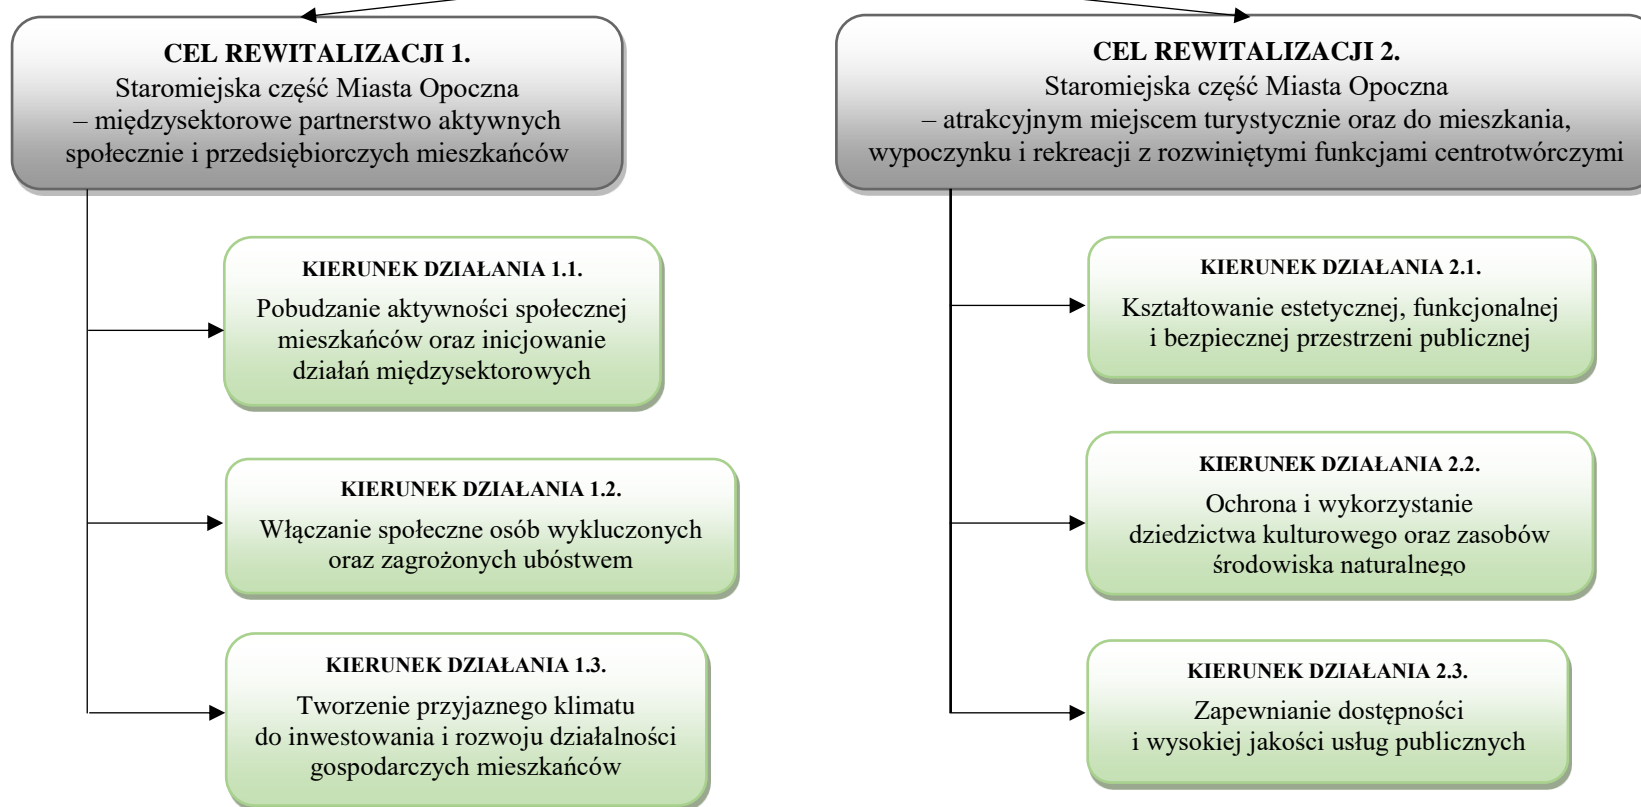 CEL REWITALIZACJI 1.
Staromiejska część Miasta Opoczna
– międzysektorowe partnerstwo aktywnych
społecznie i przedsiębiorczych mieszkańców
KIERUNEK DZIAŁANIA 1.1.
Pobudzanie aktywności społecznej
mieszkańców oraz inicjowanie
działań międzysektorowych
KIERUNEK DZIAŁANIA 1.2.
Włączanie społeczne osób wykluczonych
oraz zagrożonych ubóstwem
KIERUNEK DZIAŁANIA 1.3.
Tworzenie przyjaznego klimatu
do inwestowania i rozwoju działalności
gospodarczych mieszkańców
CEL REWITALIZACJI 2.
Staromiejska część Miasta Opoczna
– atrakcyjnym miejscem turystycznie oraz do mieszkania,
wypoczynku i rekreacji z rozwiniętymi funkcjami centrotwórczymi
KIERUNEK DZIAŁANIA 2.1.
Kształtowanie estetycznej, funkcjonalnej
i bezpiecznej przestrzeni publicznej
KIERUNEK DZIAŁANIA 2.2.
Ochrona i wykorzystanie
dziedzictwa kulturowego oraz zasobów
środowiska naturalnego
KIERUNEK DZIAŁANIA 2.3.
Zapewnianie dostępności
i wysokiej jakości usług publicznych